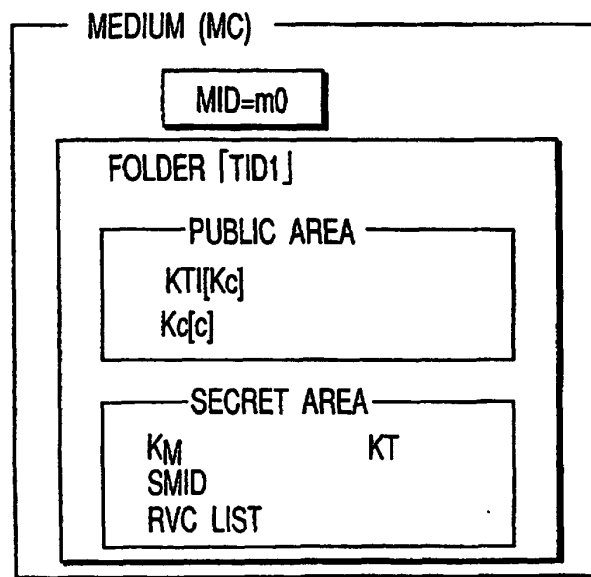 MEDIUM (MC)
MID=m0
FOLDER ⌈TID1⌋
PUBLIC AREA
KTI[Kc]
Kc[c]
SECRET AREA
KM KT
SMID
RVC LIST